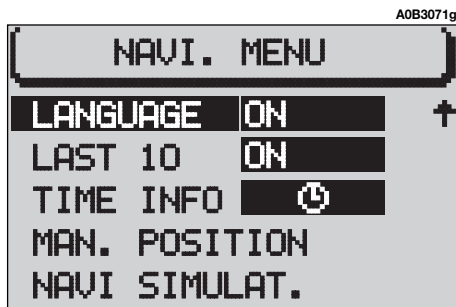 A0B3071g
NAVI. MENU
LANGUAGE ON
LAST 10 ON
TIME INFO
MAN. POSITION
NAVI SIMULAT.